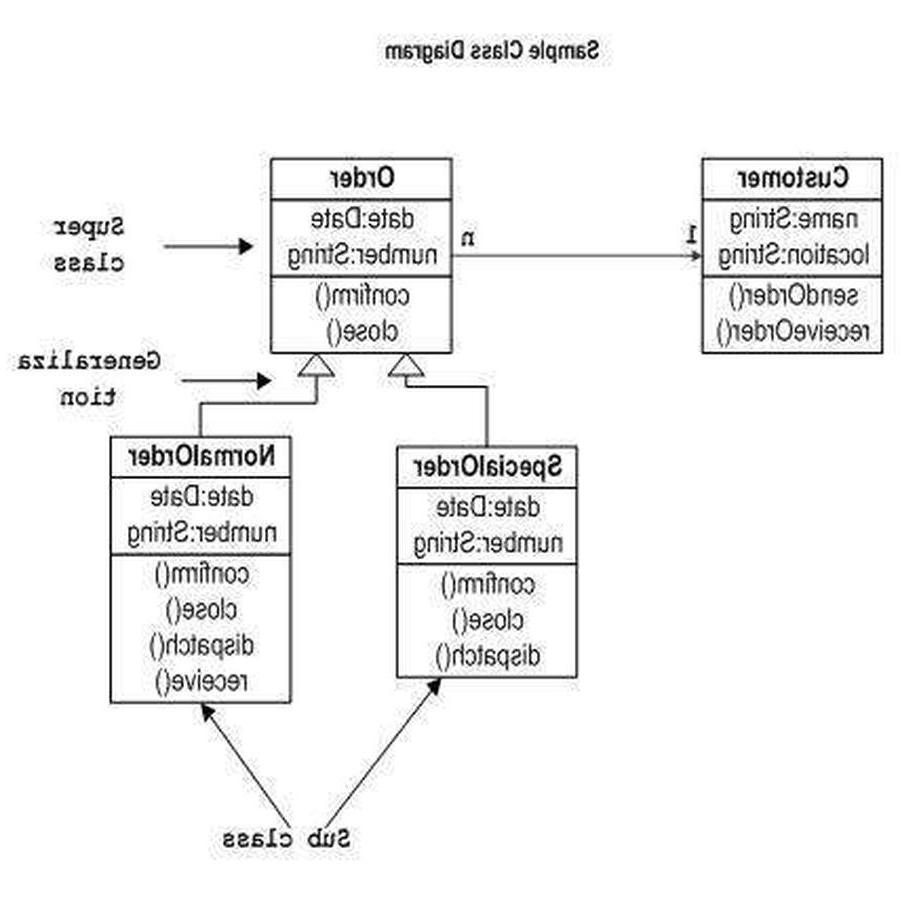 Sample Class Diagram
Order
date:Date
number:String
confirm()
close()
Customer
name:String
location:String
sendOrder()
receiveOrder()
n
1
Super
class
Generaliza
tion
NormalOrder
date:Date
number:String
confirm()
close()
dispatch()
receive()
SpecialOrder
date:Date
number:String
confirm()
close()
dispatch()
Sub class